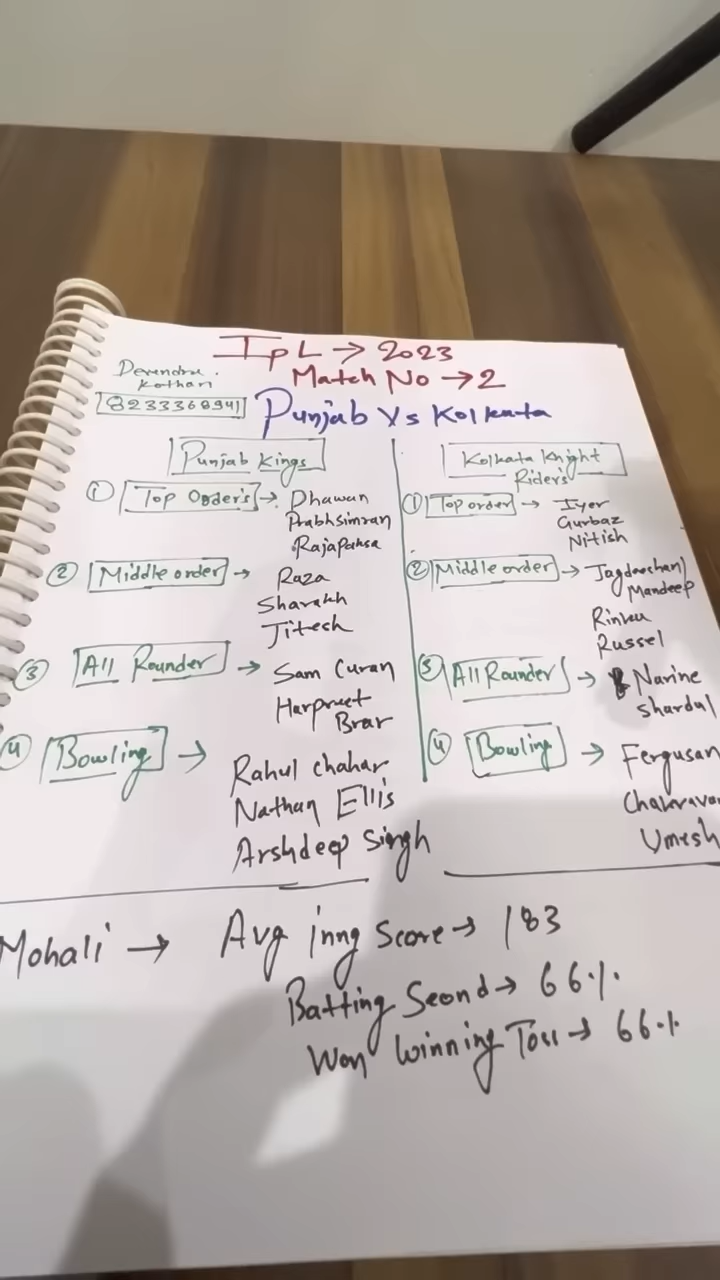 IPL → 2023
Match No → 2
Devendra.
Kothari
8233368941
Punjab Vs Kolkata
Punjab Kings
① Top Order's → Dhawan
Prabhsimran
Rajapaksa
② Middle order → Raza
Sharukh
Jitesh
③ All Rounder → Sam Curan
Harpreet
Brar
④ Bowling → Rahul Chahar
Nathan Ellis
Arshdeep Singh
Kolkata Knight
Riders
① Top order → Iyer
Gurbaz
Nitish
② Middle order → Jagdeeshan
Mandeep
Rinku
Russel
③ All Rounder → Narine
Shardul
④ Bowling → Fergusan
Chakrava
Umesh
Mohali → Avg inng Score → 183
Batting Seond → 66%
Won winning Toss → 66%